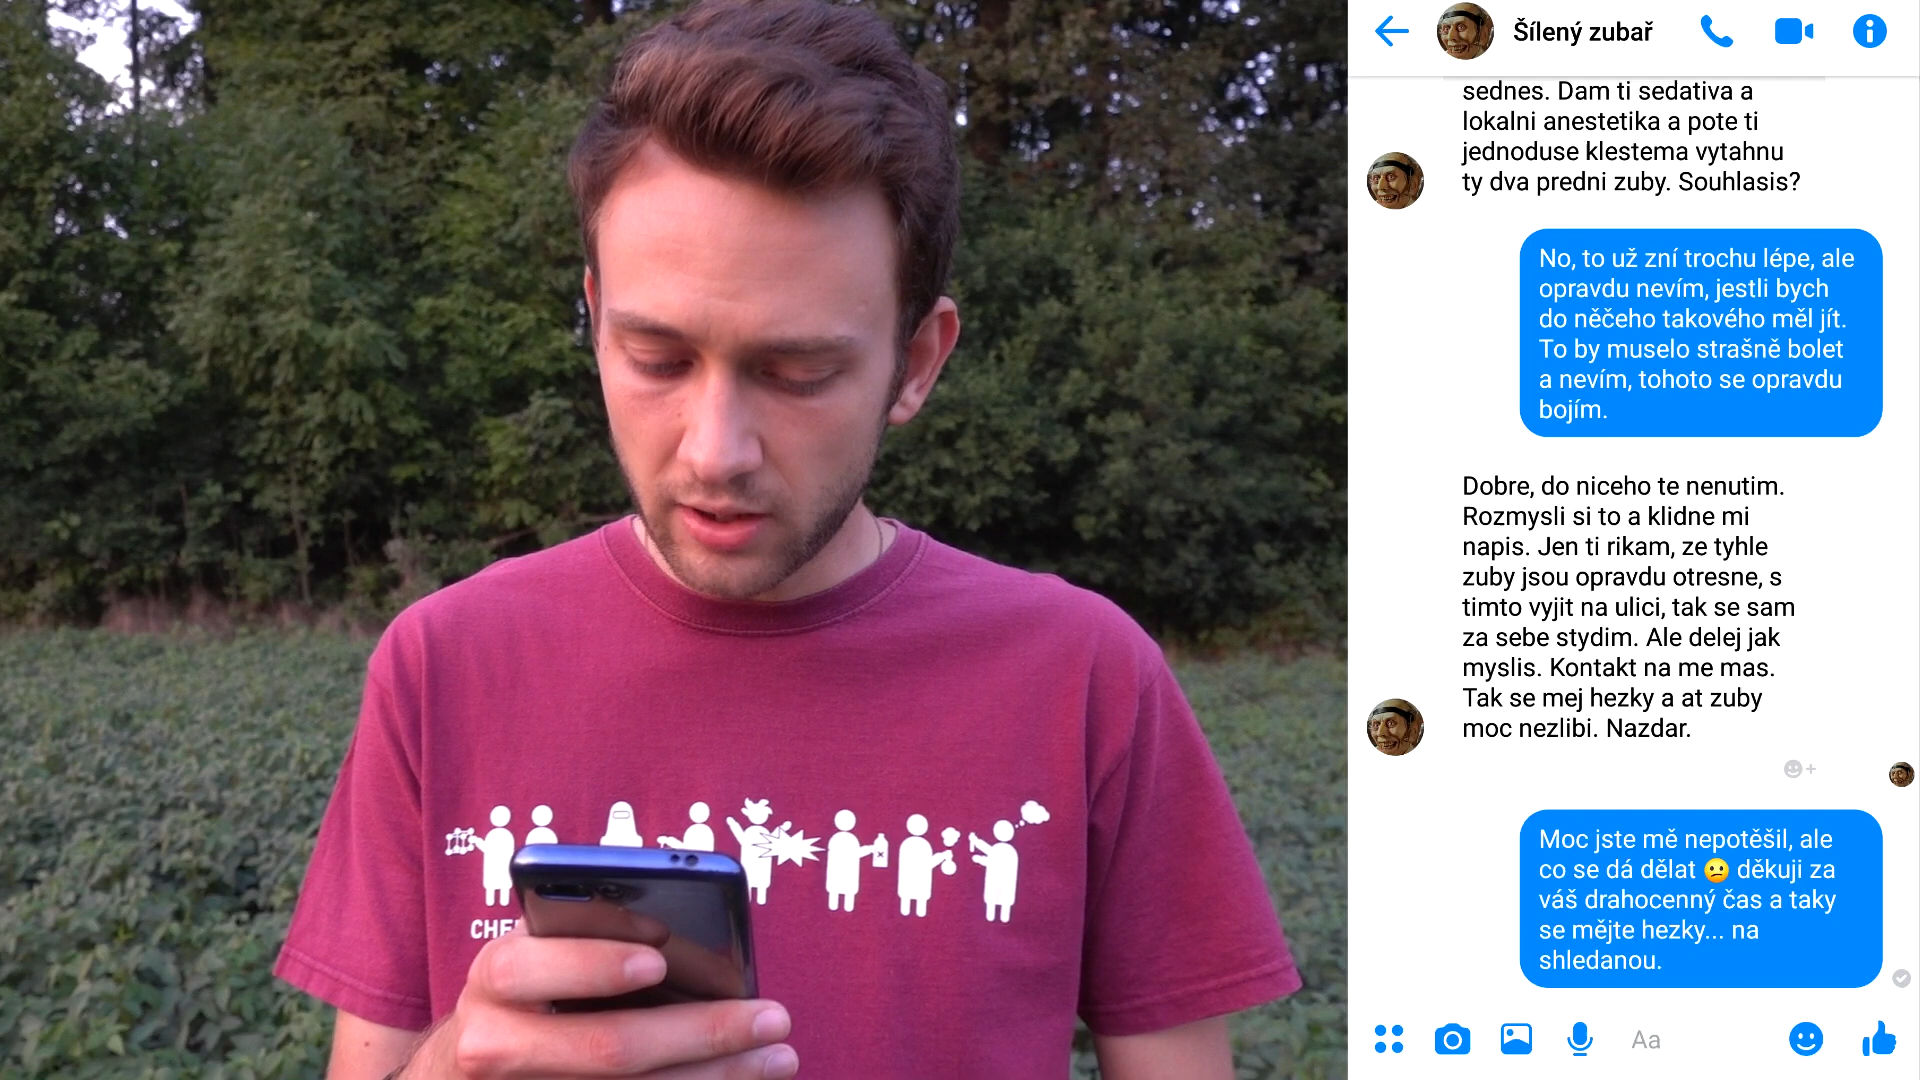 Šílený zubař
sednes. Dam ti sedativa a
lokalni anestetika a pote ti
jednoduse klestema vytahnu
ty dva predni zuby. Souhlasis?
No, to už zní trochu lépe, ale
opravdu nevím, jestli bych
do něčeho takového měl jít.
To by muselo strašně bolet
a nevím, tohoto se opravdu
bojím.
Dobre, do niceho te nenutim.
Rozmysli si to a klidne mi
napis. Jen ti rikam, ze tyhle
zuby jsou opravdu otresne, s
timto vyjit na ulici, tak se sam
za sebe stydim. Ale delej jak
myslis. Kontakt na me mas.
Tak se mej hezky a at zuby
moc nezlibi. Nazdar.
Moc jste mě nepotěšil, ale
co se dá dělat 😕 děkuji za
váš drahocenný čas a taky
se mějte hezky... na
shledanou.
Aa